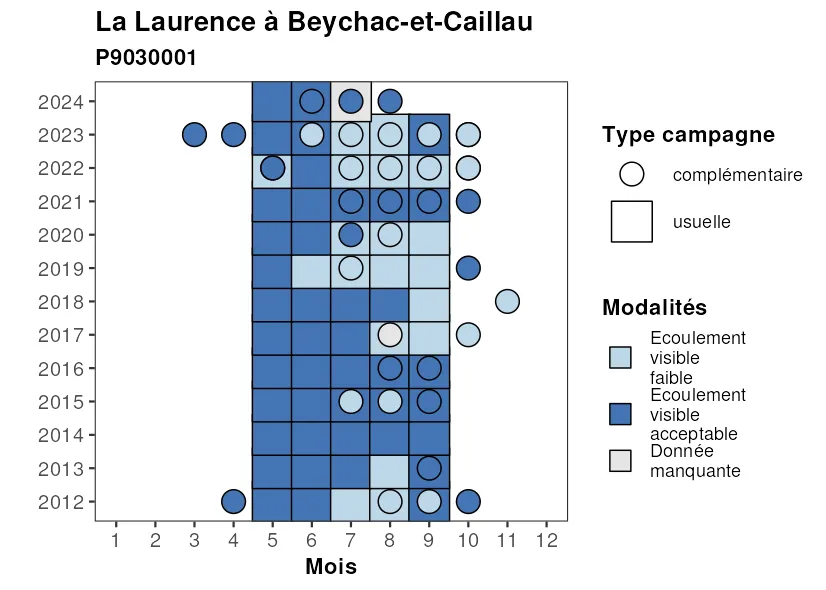 La Laurence à Beychac-et-Caillau
P9030001
2024
2023
2022
2021
2020
2019
2018
2017
2016
2015
2014
2013
2012
1 2 3 4 5 6 7 8 9 10 11 12
Mois
Type campagne
complémentaire
usuelle
Modalités
Ecoulement
visible
faible
Ecoulement
visible
acceptable
Donnée
manquante